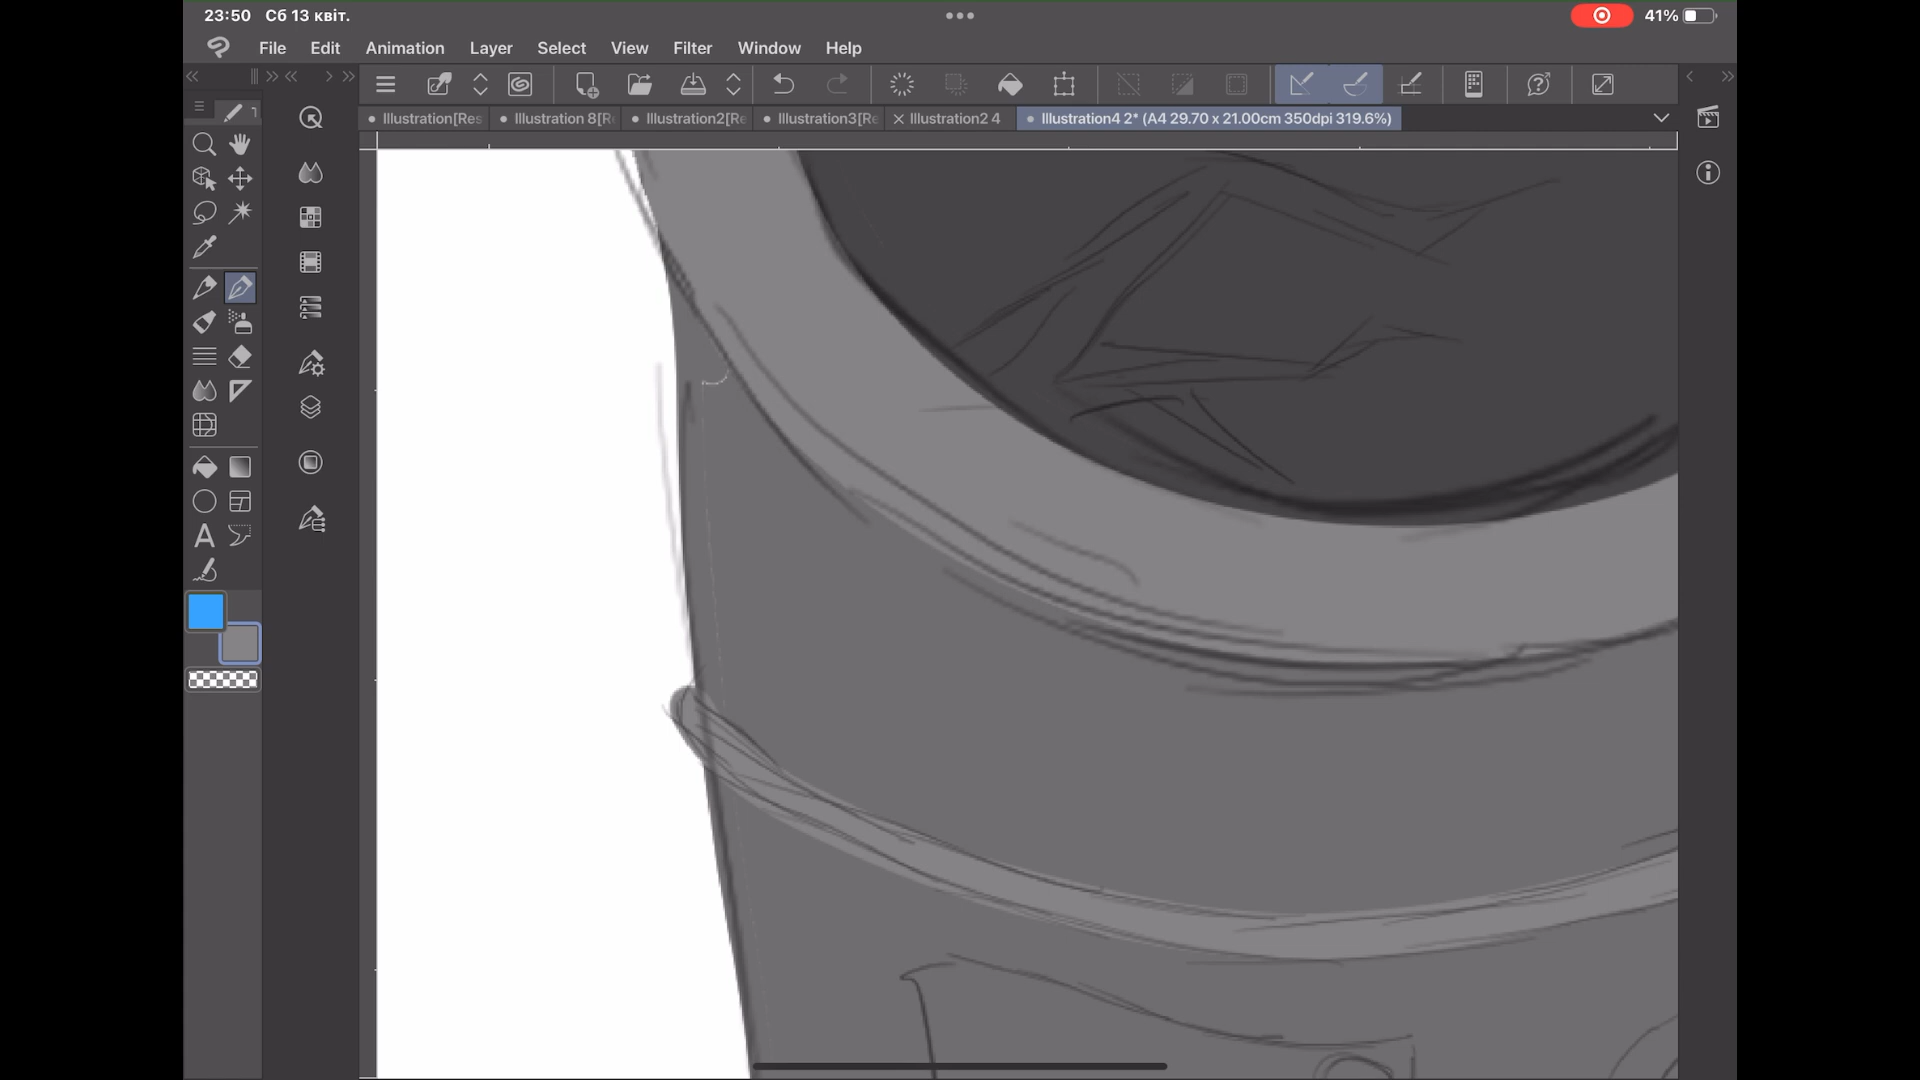 23:50 Сб 13 квіт. 41%
File Edit Animation Layer Select View Filter Window Help
Illustration[Res Illustration 8[R Illustration2[Re Illustration3[Re Illustration2 4 Illustration4 2* (A4 29.70 x 21.00cm 350dpi 319.6%)